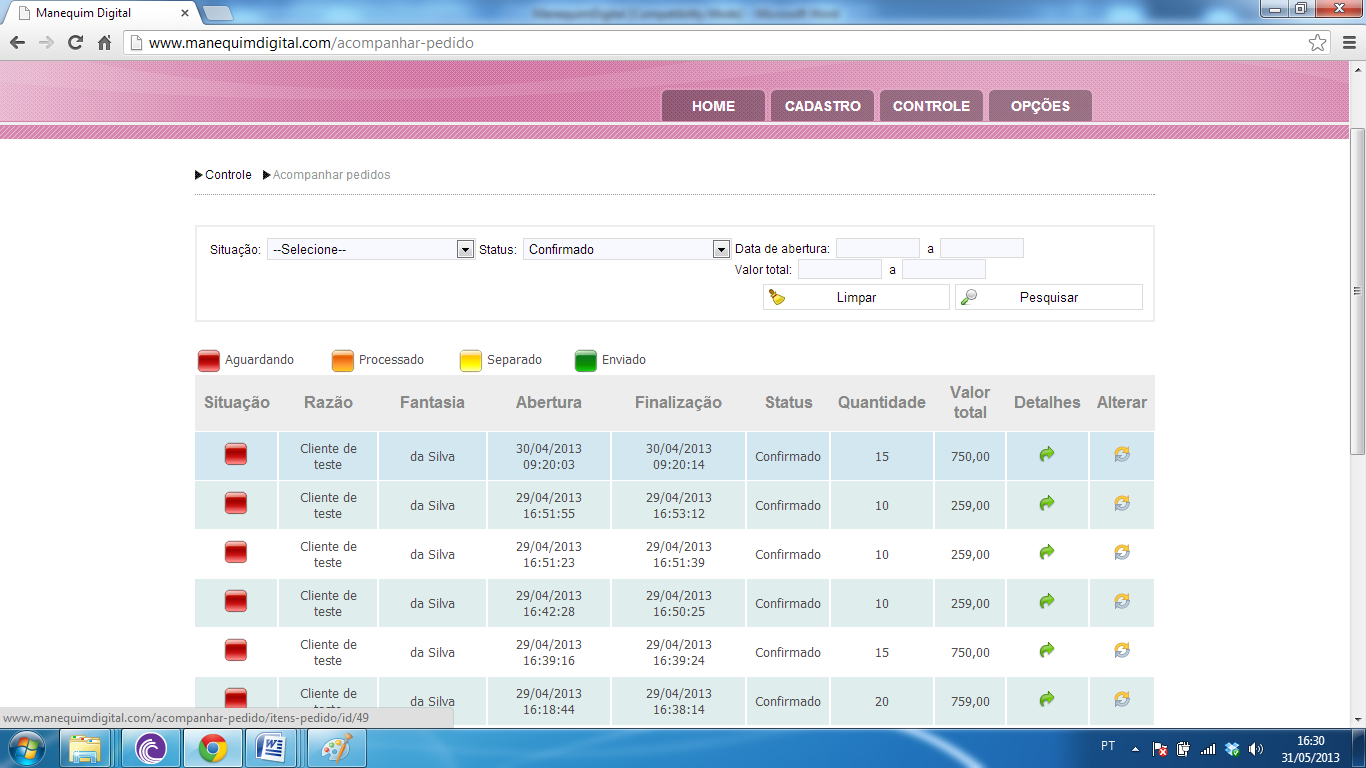 Manequim Digital
ManequimDigital [Compatibility Mode] - Microsoft Word
www.manequimdigital.com/acompanhar-pedido
HOME CADASTRO CONTROLE OPÇÕES
Controle Acompanhar pedidos
Situação: --Selecione-- Status: Confirmado Data de abertura: a
Valor total: a
Limpar Pesquisar
Aguardando Processado Separado Enviado
Situação Razão Fantasia Abertura Finalização Status Quantidade Valor total Detalhes Alterar
Cliente de teste da Silva 30/04/2013 09:20:03 30/04/2013 09:20:14 Confirmado 15 750,00
Cliente de teste da Silva 29/04/2013 16:51:55 29/04/2013 16:53:12 Confirmado 10 259,00
Cliente de teste da Silva 29/04/2013 16:51:23 29/04/2013 16:51:39 Confirmado 10 259,00
Cliente de teste da Silva 29/04/2013 16:42:28 29/04/2013 16:50:25 Confirmado 10 259,00
Cliente de teste da Silva 29/04/2013 16:39:16 29/04/2013 16:39:24 Confirmado 15 750,00
Cliente de teste da Silva 29/04/2013 16:18:44 29/04/2013 16:38:14 Confirmado 20 759,00
www.manequimdigital.com/acompanhar-pedido/itens-pedido/id/49
PT 16:30
31/05/2013